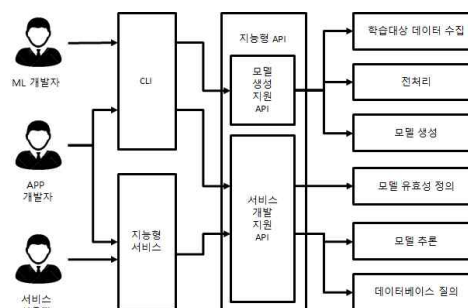 ML 개발자
APP
개발자
서비스
CLI
지능형
서비스
지능형 API
모델
생성
지원
API
서비스
개발
지원
API
학습대상 데이터 수집
전처리
모델 생성
모델 유효성 정의
모델 추론
데이터베이스 질의